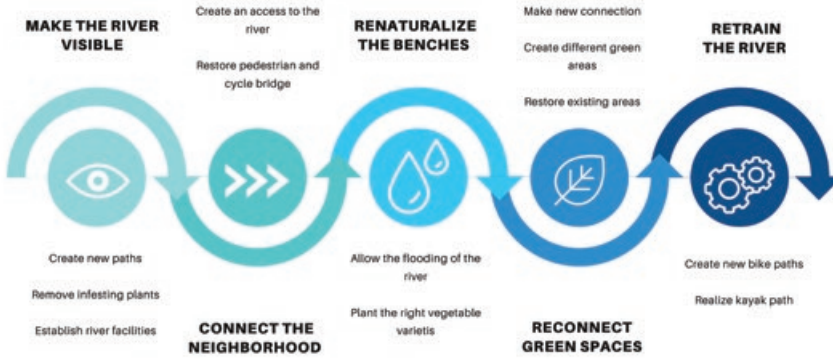 MAKE THE RIVER
VISIBLE
Create new paths
Remove infesting plants
Establish river facilities
Create an access to the
river
Restore pedestrian and
cycle bridge
CONNECT THE
NEIGHBORHOOD
RENATURALIZE
THE BENCHES
Allow the flooding of the
river
Plant the right vegetable
varietis
Make new connection
Create different green
areas
Restore existing areas
RECONNECT
GREEN SPACES
RETRAIN
THE RIVER
Create new bike paths
Realize kayak path